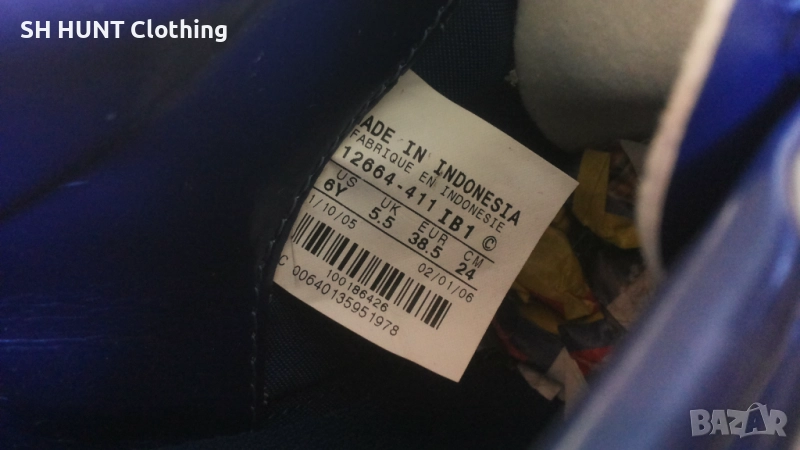 SH HUNT Clothing
ADE IN INDONESIA
FABRIQUE EN INDONESIE
12664-411 IB1 ©
US UK EUR CM
6Y 5.5 38.5 24
1/10/05 02/01/06
100186426
C 00640135951978
BAZAR